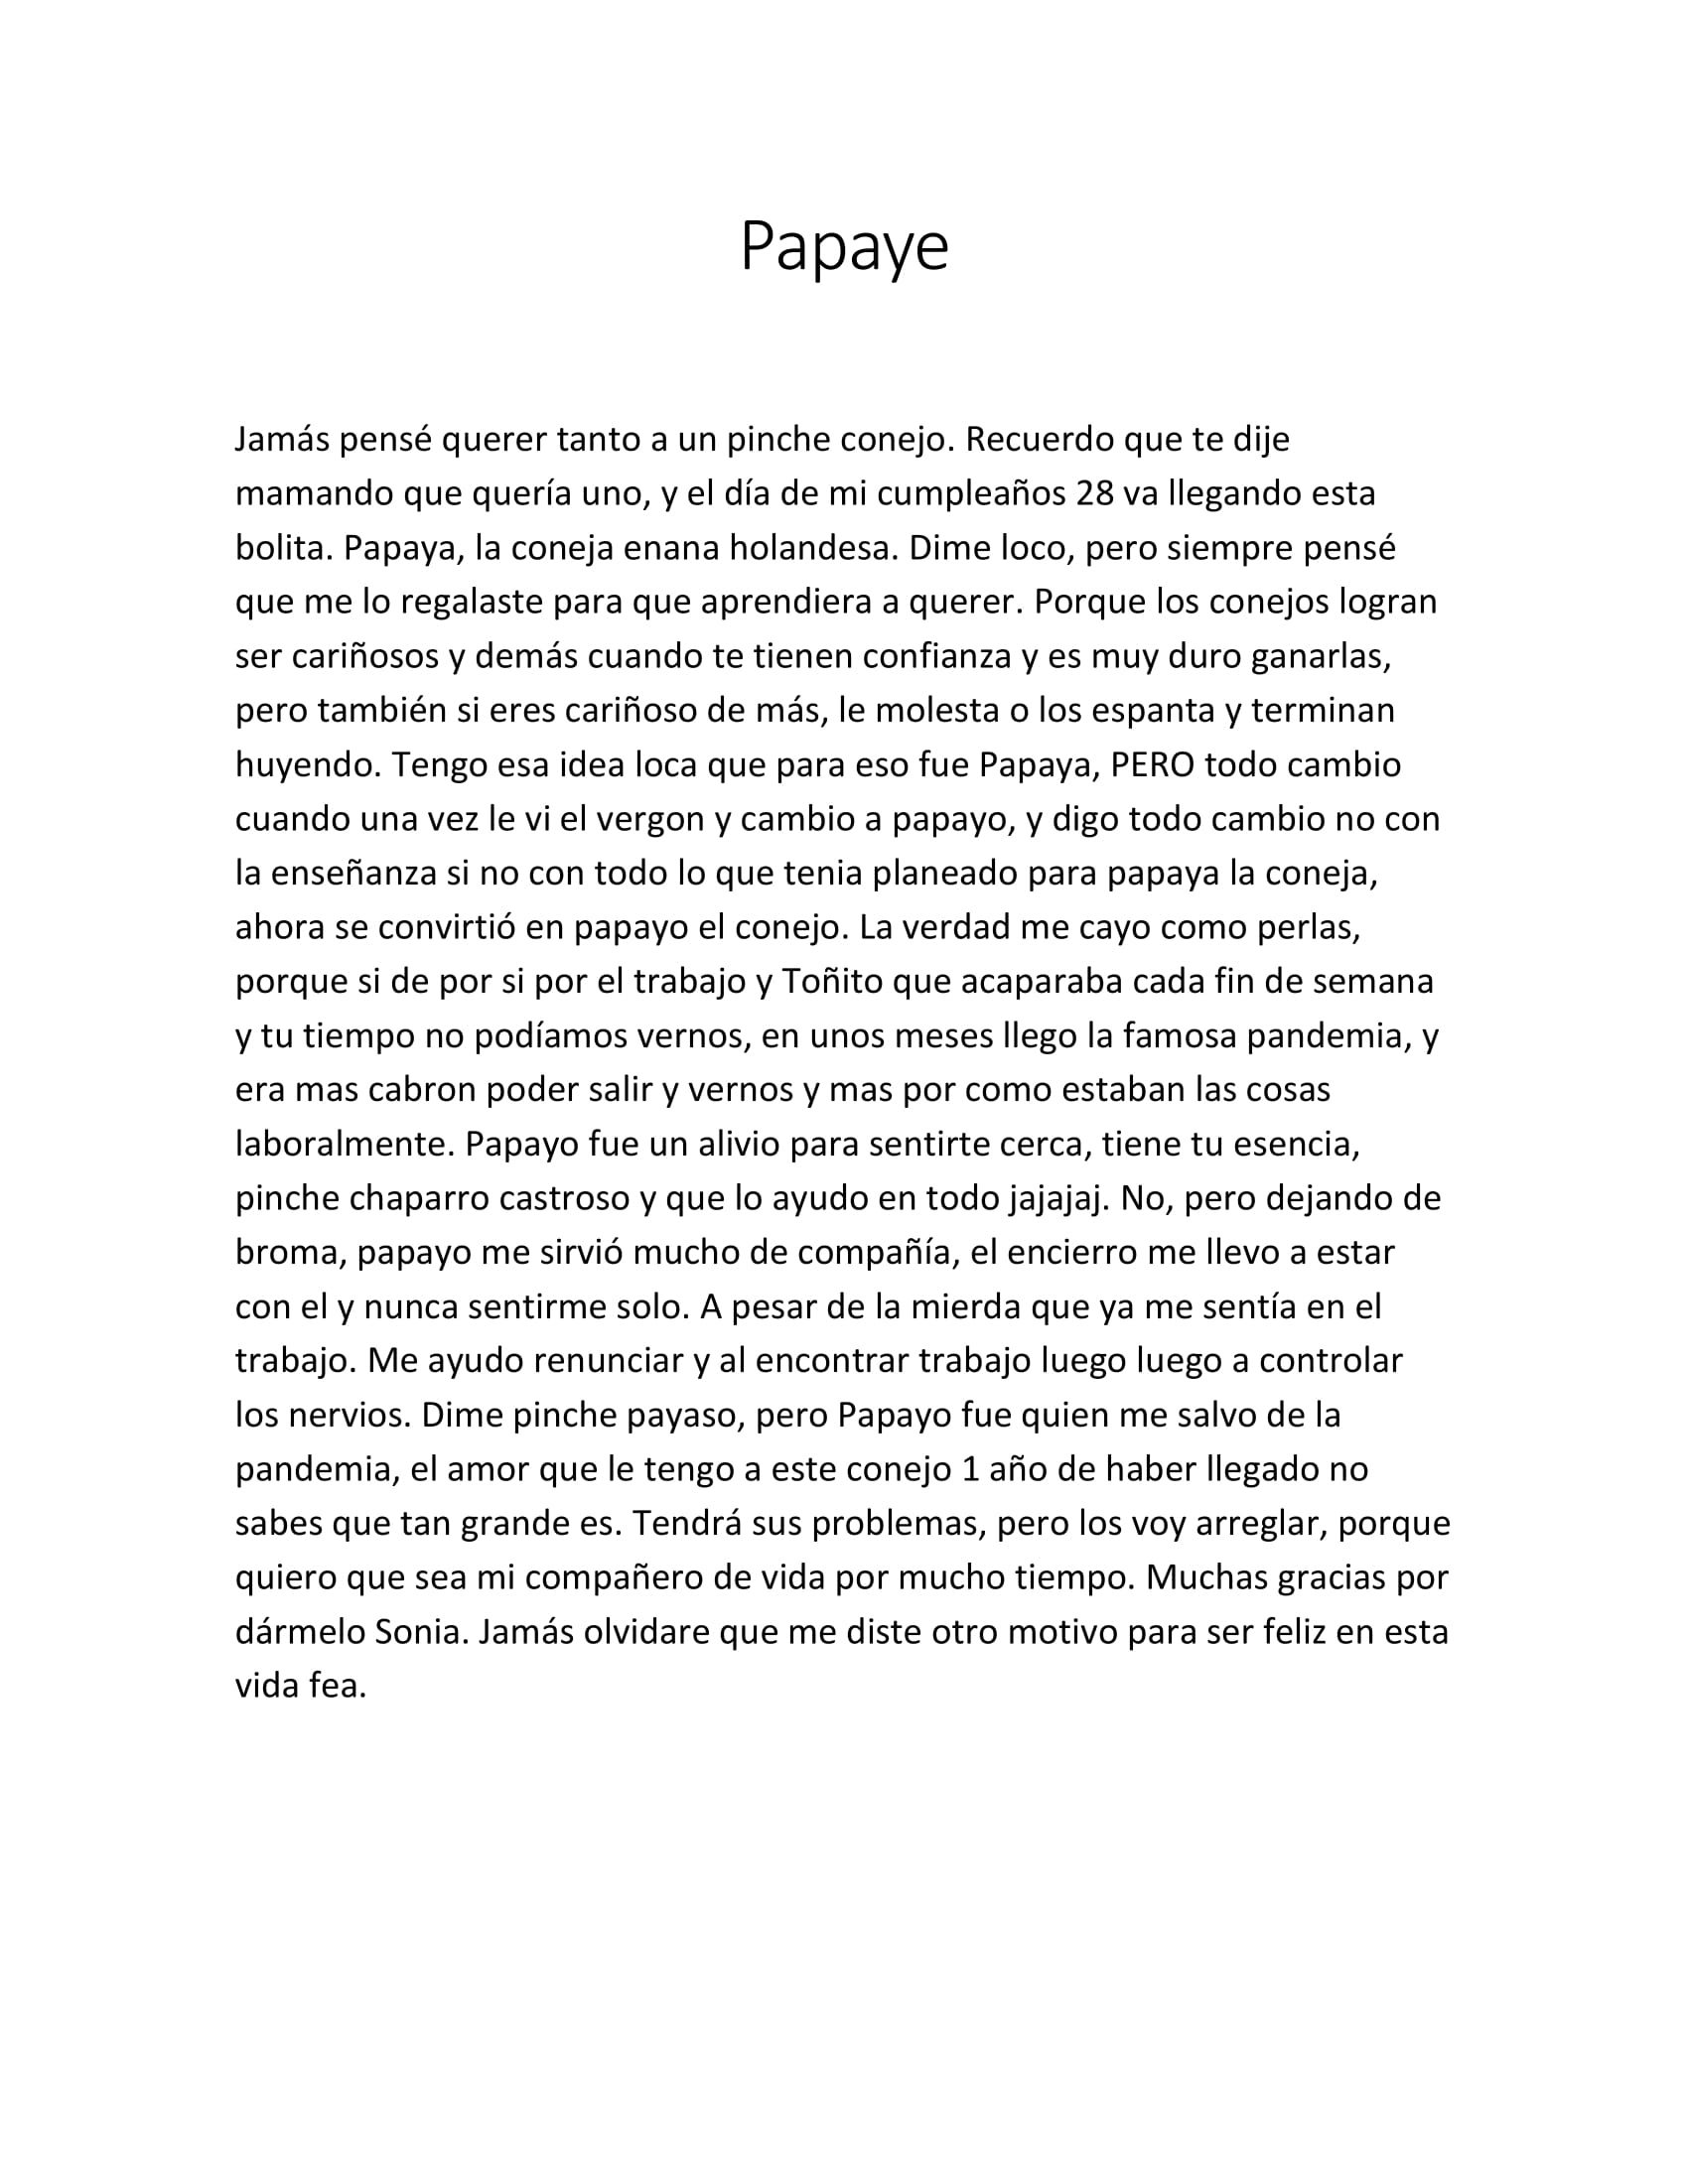 Papaye
Jamás pensé querer tanto a un pinche conejo. Recuerdo que te dije
mamando que quería uno, y el día de mi cumpleaños 28 va llegando esta
bolita. Papaya, la coneja enana holandesa. Dime loco, pero siempre pensé
que me lo regalaste para que aprendiera a querer. Porque los conejos logran
ser cariñosos y demás cuando te tienen confianza y es muy duro ganarlas,
pero también si eres cariñoso de más, le molesta o los espanta y terminan
huyendo. Tengo esa idea loca que para eso fue Papaya, PERO todo cambio
cuando una vez le vi el vergon y cambio a papayo, y digo todo cambio no con
la enseñanza si no con todo lo que tenia planeado para papaya la coneja,
ahora se convirtió en papayo el conejo. La verdad me cayo como perlas,
porque si de por si por el trabajo y Toñito que acaparaba cada fin de semana
y tu tiempo no podíamos vernos, en unos meses llego la famosa pandemia, y
era mas cabron poder salir y vernos y mas por como estaban las cosas
laboralmente. Papayo fue un alivio para sentirte cerca, tiene tu esencia,
pinche chaparro castroso y que lo ayudo en todo jajajaj. No, pero dejando de
broma, papayo me sirvió mucho de compañía, el encierro me llevo a estar
con el y nunca sentirme solo. A pesar de la mierda que ya me sentía en el
trabajo. Me ayudo renunciar y al encontrar trabajo luego luego a controlar
los nervios. Dime pinche payaso, pero Papayo fue quien me salvo de la
pandemia, el amor que le tengo a este conejo 1 año de haber llegado no
sabes que tan grande es. Tendrá sus problemas, pero los voy arreglar, porque
quiero que sea mi compañero de vida por mucho tiempo. Muchas gracias por
dármelo Sonia. Jamás olvidare que me diste otro motivo para ser feliz en esta
vida fea.